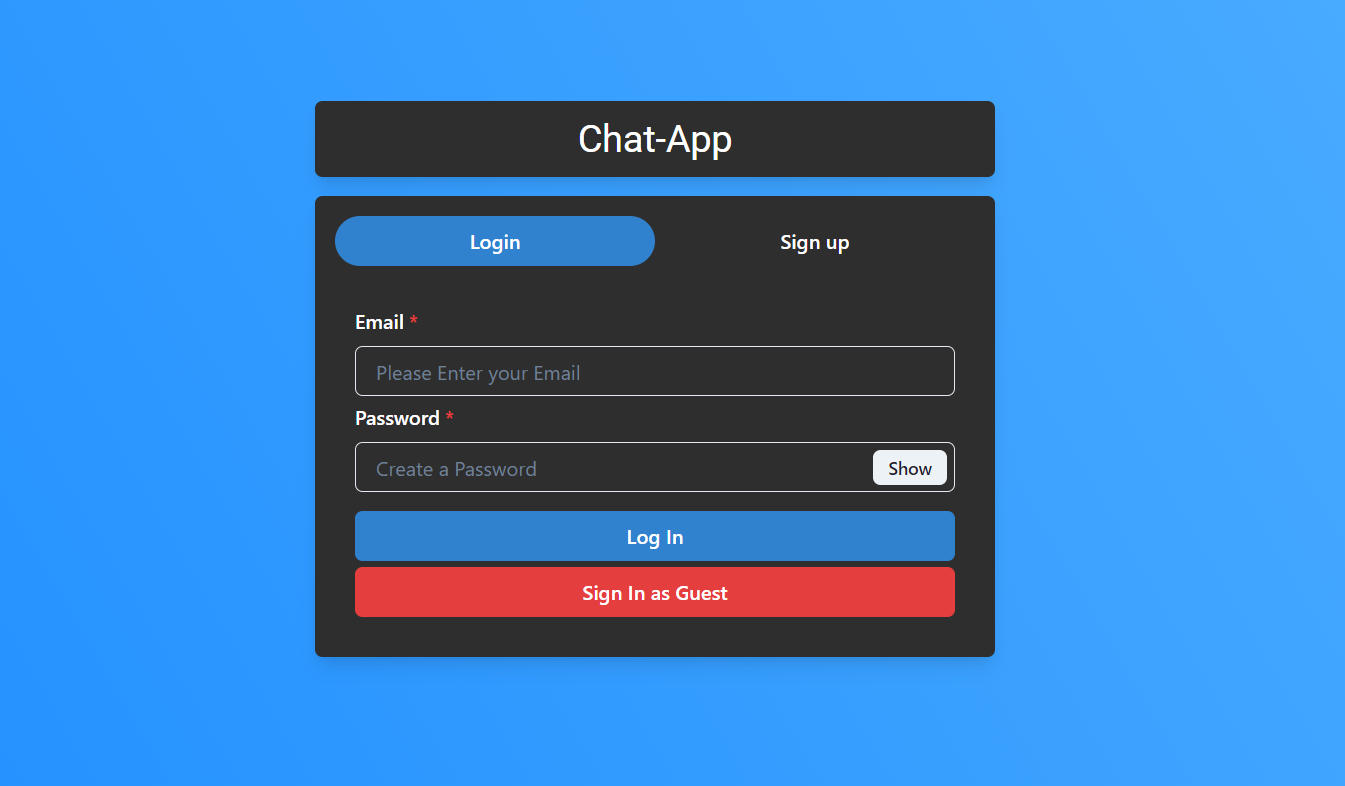 Chat-App
Login Sign up
Email *
Please Enter your Email
Password *
Create a Password Show
Log In
Sign In as Guest